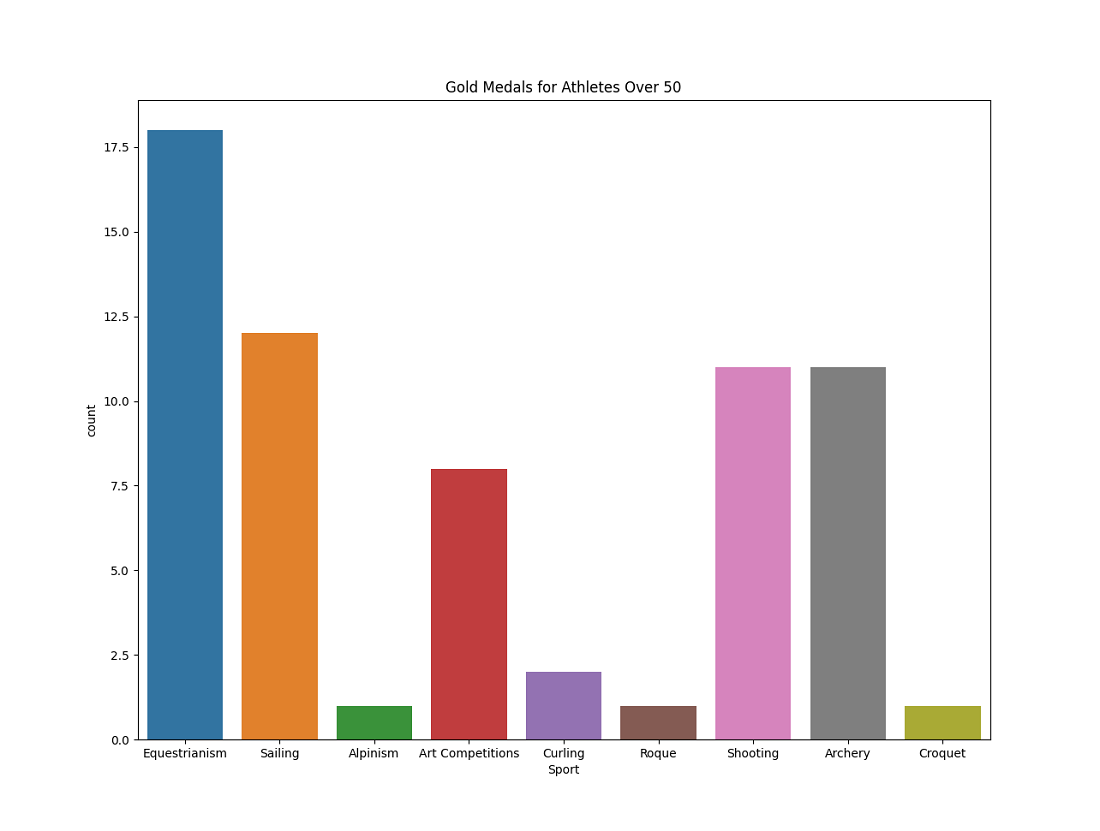 Gold Medals for Athletes Over 50
17.5
15.0
12.5
10.0
7.5
5.0
2.5
0.0
count
Equestrianism Sailing Alpinism Art Competitions Curling Roque Shooting Archery Croquet
Sport